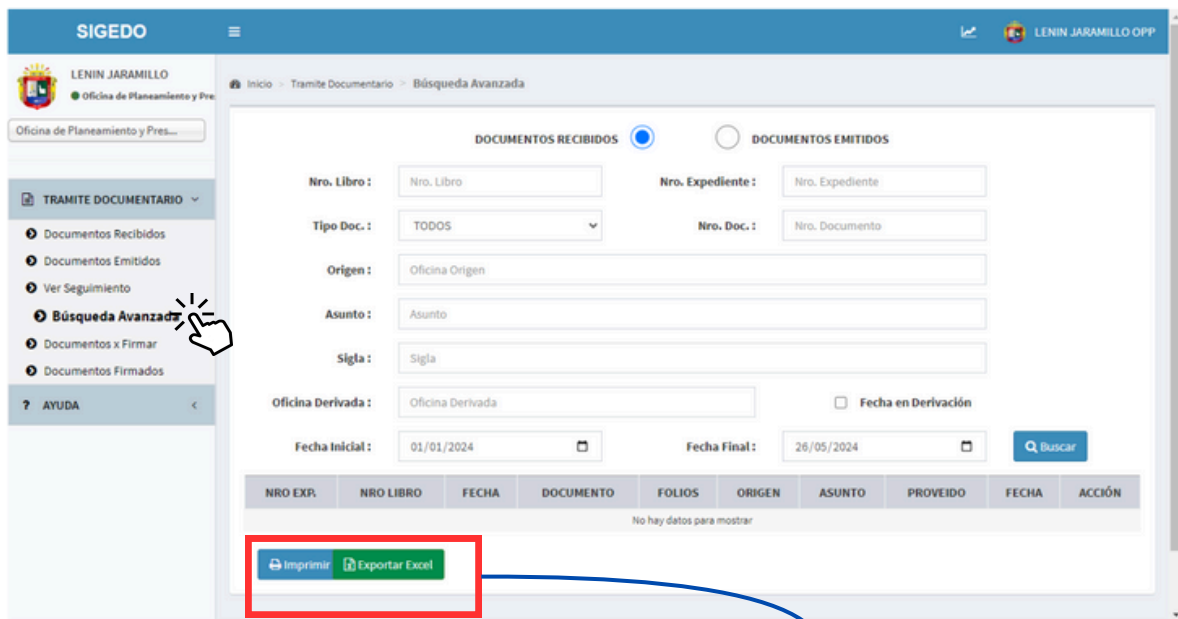 SIGEDO
LENIN JARAMILLO OPP
LENIN JARAMILLO
Oficina de Planeamiento y Pre
Oficina de Planeamiento y Pres...
TRAMITE DOCUMENTARIO
Documentos Recibidos
Documentos Emitidos
Ver Seguimiento
Búsqueda Avanzada
Documentos x Firmar
Documentos Firmados
? AYUDA
Inicio > Tramite Documentario > Búsqueda Avanzada
DOCUMENTOS RECIBIDOS DOCUMENTOS EMITIDOS
Nro. Libro : Nro. Libro Nro. Expediente : Nro. Expediente
Tipo Doc. : TODOS Nro. Doc. : Nro. Documento
Origen : Oficina Origen
Asunto : Asunto
Sigla : Sigla
Oficina Derivada : Oficina Derivada Fecha en Derivación
Fecha Inicial : 01/01/2024 Fecha Final : 26/05/2024 Buscar
NRO EXP. NRO LIBRO FECHA DOCUMENTO FOLIOS ORIGEN ASUNTO PROVEIDO FECHA ACCIÓN
No hay datos para mostrar
Imprimir Exportar Excel